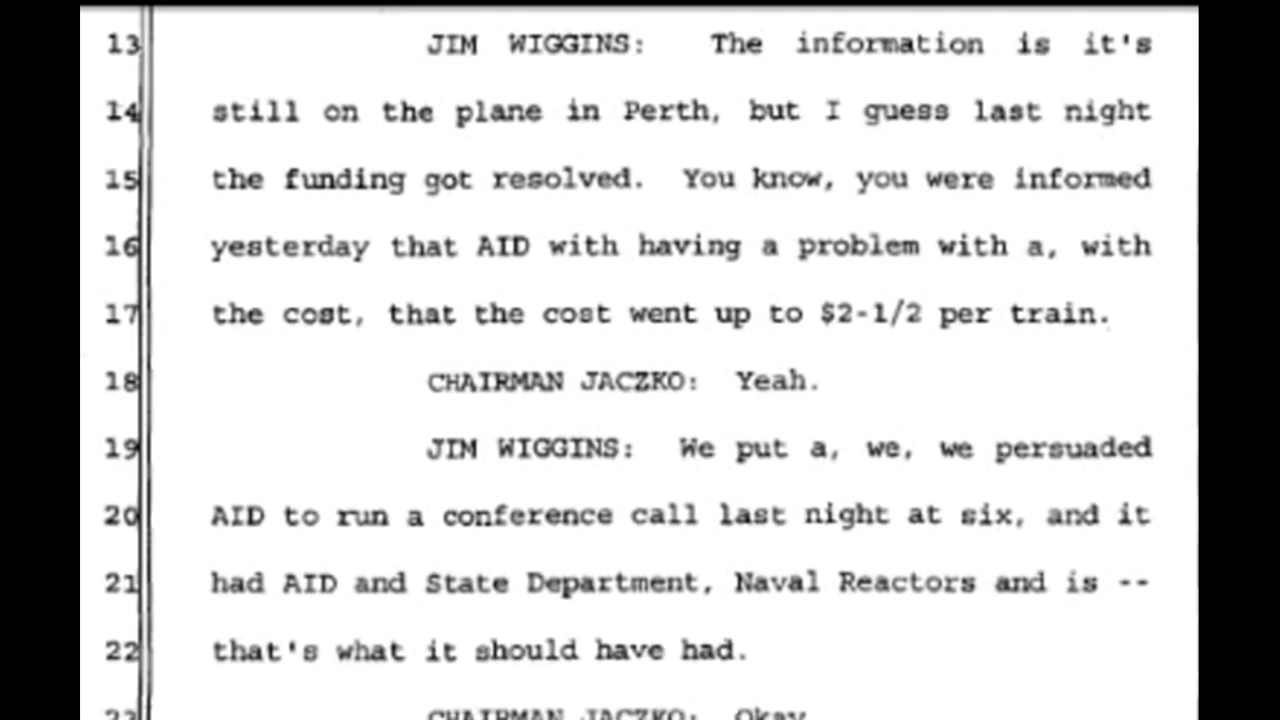 13 JIM WIGGINS: The information is it's
14 still on the plane in Perth, but I guess last night
15 the funding got resolved. You know, you were informed
16 yesterday that AID with having a problem with a, with
17 the cost, that the cost went up to $2-1/2 per train.
18 CHAIRMAN JACZKO: Yeah.
19 JIM WIGGINS: We put a, we, we persuaded
20 AID to run a conference call last night at six, and it
21 had AID and State Department, Naval Reactors and is --
22 that's what it should have had.
23 CHAIRMAN JACZKO: Okay